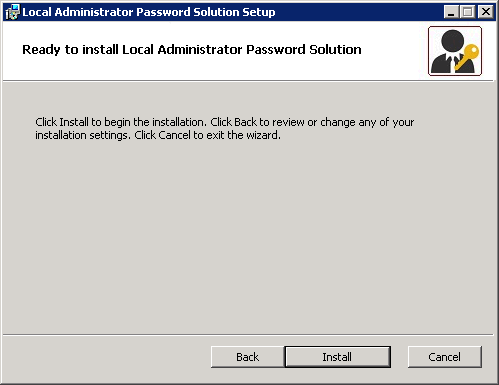 Local Administrator Password Solution Setup
Ready to install Local Administrator Password Solution
Click Install to begin the installation. Click Back to review or change any of your
installation settings. Click Cancel to exit the wizard.
Back Install Cancel